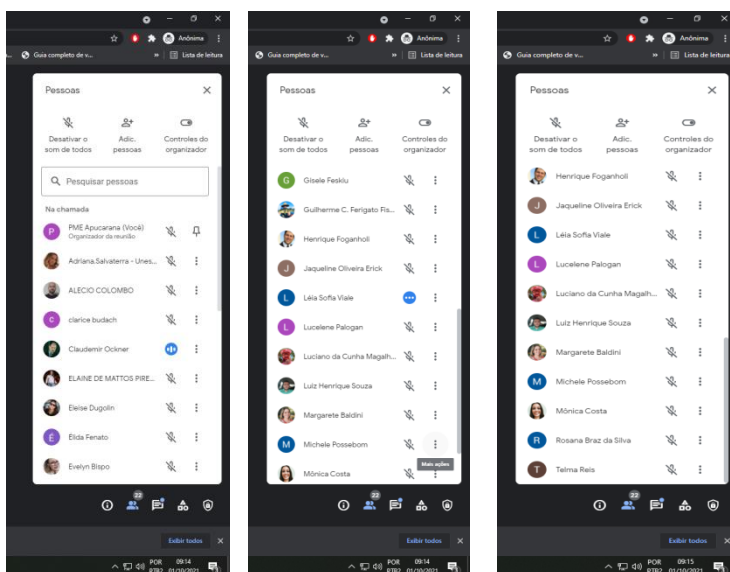 Anônima
Guia completo de v...
»
Lista de leitura
Pessoas
Desativar o
som de todos
Adic.
pessoas
Controles do
organizador
Pesquisar pessoas
Na chamada
P
PME Apucarana (Você)
Organizador da reunião
Adriana.Salvaterra - Unes...
ALECIO COLOMBO
c
clarice budach
Claudemir Ockner
ELAINE DE MATTOS PIRE...
Eleise Dugolin
É
Élida Fenato
Evelyn Bispo
22
Exibir todos
POR
09:14
PTB2
01/10/2021
Anônima
Guia completo de v...
»
Lista de leitura
Pessoas
Desativar o
som de todos
Adic.
pessoas
Controles do
organizador
G
Gisele Feskiu
Guilherme C. Ferigato Fis...
Henrique Foganholi
J
Jaqueline Oliveira Erick
L
Léia Sofia Viale
L
Lucelene Palogan
Luciano da Cunha Magalh...
Luiz Henrique Souza
Margarete Baldini
M
Michele Possebom
Mais ações
Mônica Costa
22
Exibir todos
POR
09:14
PTB2
01/10/2021
Anônima
Guia completo de v...
»
Lista de leitura
Pessoas
Desativar o
som de todos
Adic.
pessoas
Controles do
organizador
Henrique Foganholi
J
Jaqueline Oliveira Erick
L
Léia Sofia Viale
L
Lucelene Palogan
Luciano da Cunha Magalh...
Luiz Henrique Souza
Margarete Baldini
M
Michele Possebom
Mônica Costa
R
Rosana Braz da Silva
T
Telma Reis
22
Exibir todos
POR
09:15
PTB2
01/10/2021